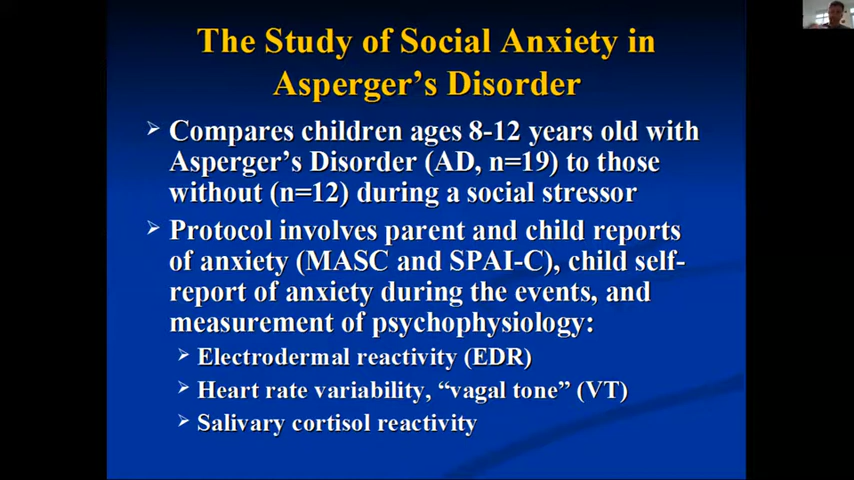 The Study of Social Anxiety in
Asperger's Disorder
Compares children ages 8-12 years old with
Asperger's Disorder (AD, n=19) to those
without (n=12) during a social stressor
Protocol involves parent and child reports
of anxiety (MASC and SPAI-C), child self-
report of anxiety during the events, and
measurement of psychophysiology:
Electrodermal reactivity (EDR)
Heart rate variability, “vagal tone” (VT)
Salivary cortisol reactivity